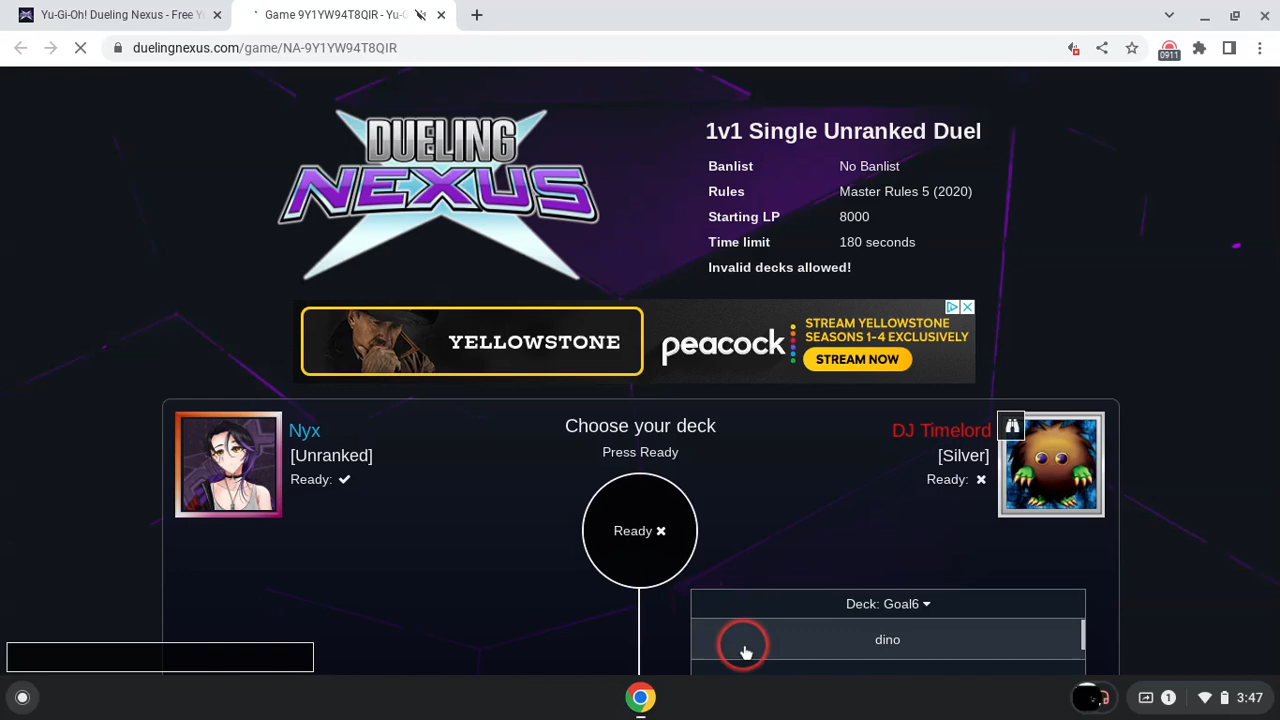 Yu-Gi-Oh! Dueling Nexus - Free Y
Game 9Y1YW94T8QIR - Yu-G
duelingnexus.com/game/NA-9Y1YW94T8QIR
0911
DUELING
NEXUS
1v1 Single Unranked Duel
Banlist No Banlist
Rules Master Rules 5 (2020)
Starting LP 8000
Time limit 180 seconds
Invalid decks allowed!
YELLOWSTONE
peacock
STREAM YELLOWSTONE
SEASONS 1-4 EXCLUSIVELY
STREAM NOW
Nyx
[Unranked]
Ready:
Choose your deck
Press Ready
Ready
DJ Timelord
[Silver]
Ready:
Deck: Goal6
dino
1
3:47